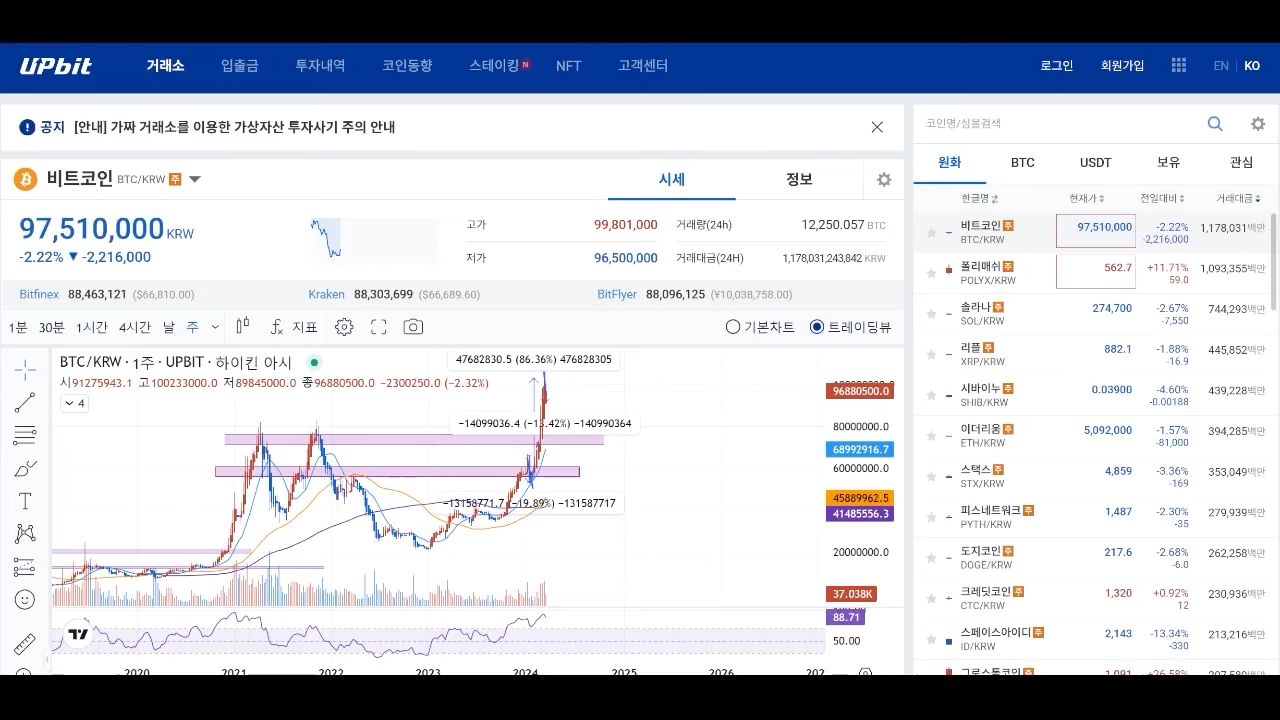 UPbit 거래소 입출금 투자내역 코인동향 스테이킹 N NFT 고객센터 로그인 회원가입 EN KO
공지 [안내] 가짜 거래소를 이용한 가상자산 투자사기 주의 안내
비트코인 BTC/KRW 주 시세 정보
97,510,000 KRW
-2.22% ▼ -2,216,000
고가 99,801,000 거래량(24h) 12,250.057 BTC
저가 96,500,000 거래대금(24H) 1,178,031,243,842 KRW
Bitfinex 88,463,121 ($66,810.00) Kraken 88,303,699 ($66,689.60) BitFlyer 88,096,125 (¥10,038,758.00)
1분 30분 1시간 4시간 날 주 지표 기본차트 트레이딩뷰
BTC/KRW · 1주 · UPBIT · 하이킨 아시
시91275943.1 고100233000.0 저89845000.0 종96880500.0 −2300250.0 (−2.32%)
4
47682830.5 (86.36%) 476828305
96880500.0
−140990364
80000000.0
68992916.7
60000000.0
45889962.5
−131587717
41485556.3
20000000.0
37.038K
88.71
50.00
2020 2021 2022 2023 2024 2025 2026
코인명/심볼검색
원화 BTC USDT 보유 관심
한글명 현재가 전일대비 거래대금
비트코인 주 97,510,000 -2.22% 1,178,031백만
BTC/KRW -2,216,000
폴리매쉬 주 562.7 +11.71% 1,093,355백만
POLYX/KRW 59.0
솔라나 주 274,700 -2.67% 744,293백만
SOL/KRW -7,550
리플 주 882.1 -1.88% 445,852백만
XRP/KRW -16.9
시바이누 주 0.03900 -4.60% 439,228백만
SHIB/KRW -0.00188
이더리움 주 5,092,000 -1.57% 394,285백만
ETH/KRW -81,000
스택스 주 4,859 -3.36% 353,049백만
STX/KRW -169
피스네트워크 주 1,487 -2.30% 279,939백만
PYTH/KRW -35
도지코인 주 217.6 -2.68% 262,258백만
DOGE/KRW -6.0
크레딧코인 주 1,320 +0.92% 230,936백만
CTC/KRW 12
스페이스아이디 주 2,143 -13.34% 213,216백만
ID/KRW -330